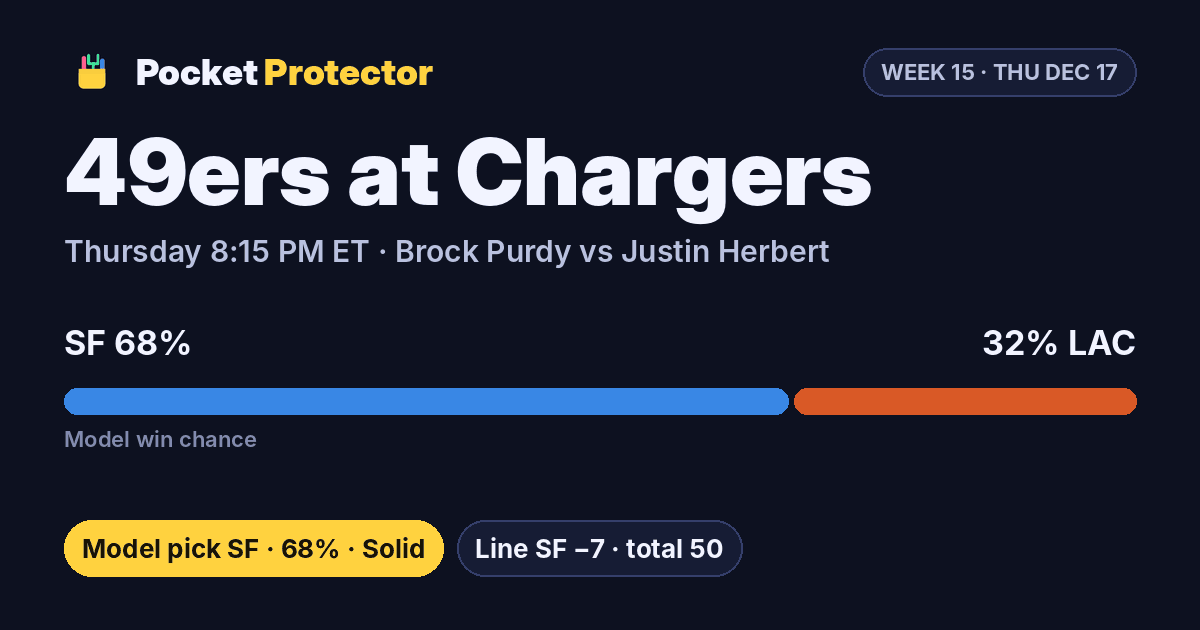 Pocket Protector
WEEK 15 · THU DEC 17
49ers at Chargers
Thursday 8:15 PM ET · Brock Purdy vs Justin Herbert
SF 68%
32% LAC
Model win chance
Model pick SF · 68% · Solid
Line SF −7 · total 50